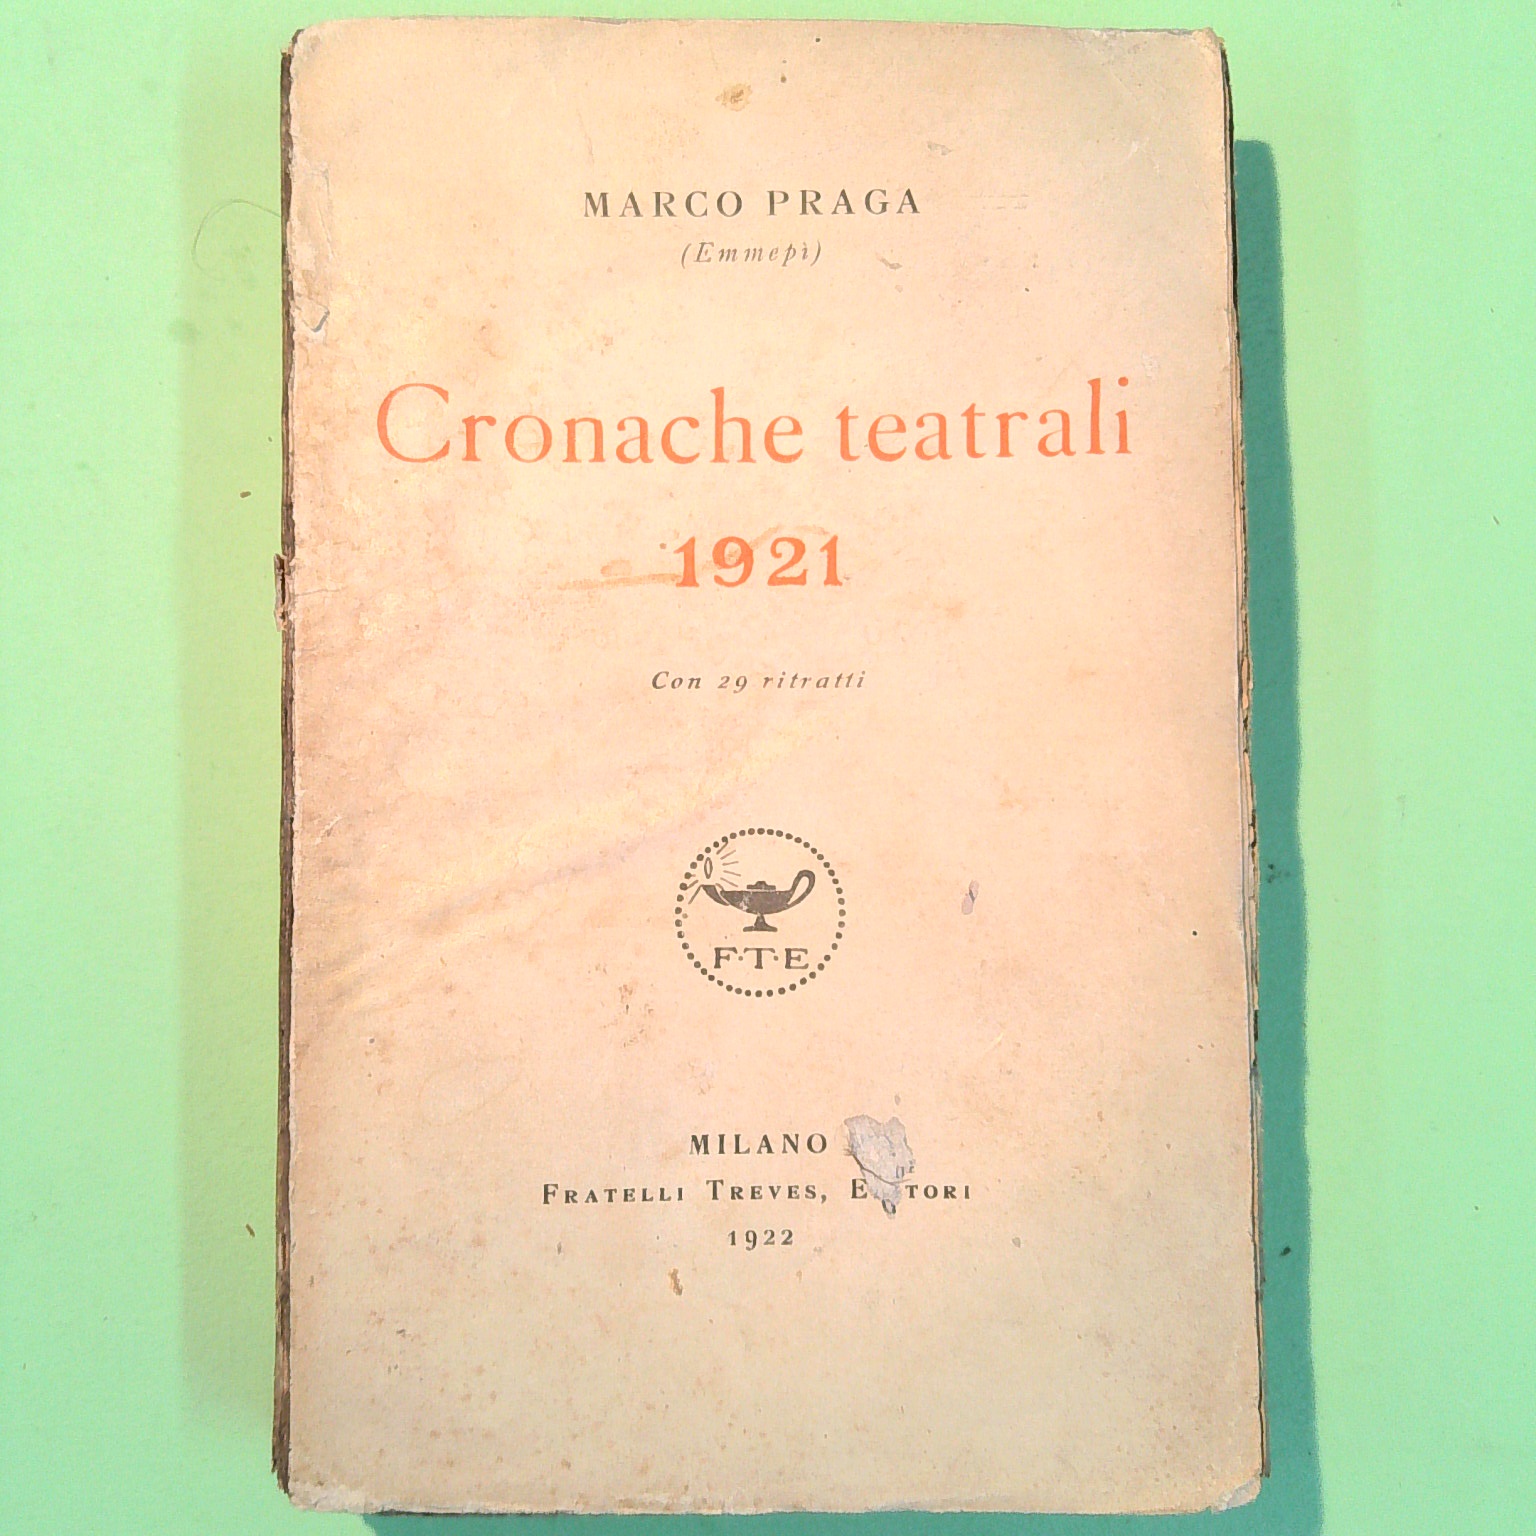 MARCO PRAGA
(Emmepì)
Cronache teatrali
1921
Con 29 ritratti
F·T·E
MILANO
FRATELLI TREVES,
1922